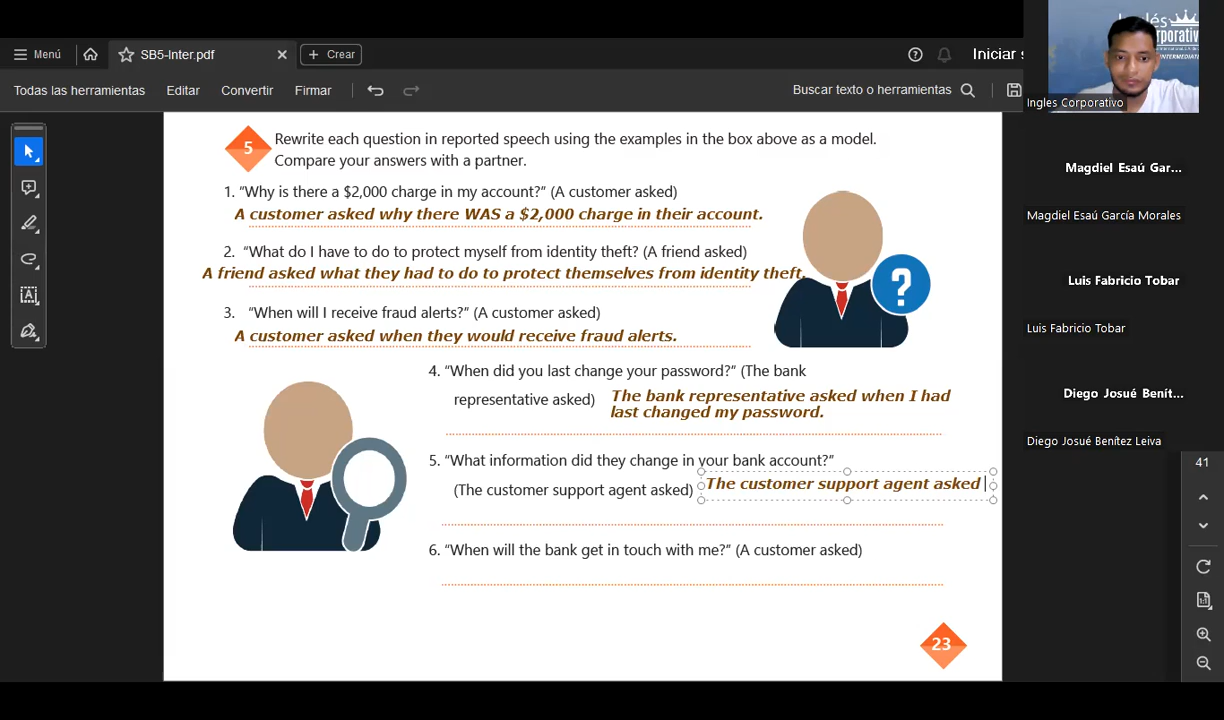 Menú
SB5-Inter.pdf
Crear
Iniciar s
Todas las herramientas
Editar
Convertir
Firmar
Buscar texto o herramientas
5
Rewrite each question in reported speech using the examples in the box above as a model.
Compare your answers with a partner.
1. “Why is there a $2,000 charge in my account?” (A customer asked)
A customer asked why there WAS a $2,000 charge in their account.
2. “What do I have to do to protect myself from identity theft? (A friend asked)
A friend asked what they had to do to protect themselves from identity theft.
3. “When will I receive fraud alerts?” (A customer asked)
A customer asked when they would receive fraud alerts.
?
4. “When did you last change your password?” (The bank
representative asked)
The bank representative asked when I had
last changed my password.
5. “What information did they change in your bank account?”
(The customer support agent asked)
The customer support agent asked
6. “When will the bank get in touch with me?” (A customer asked)
23
41
1:1
Inglés
INTERMEDIATE
Ingles Corporativo
Magdiel Esaú Gar...
Magdiel Esaú García Morales
Luis Fabricio Tobar
Luis Fabricio Tobar
Diego Josué Benít...
Diego Josué Benítez Leiva